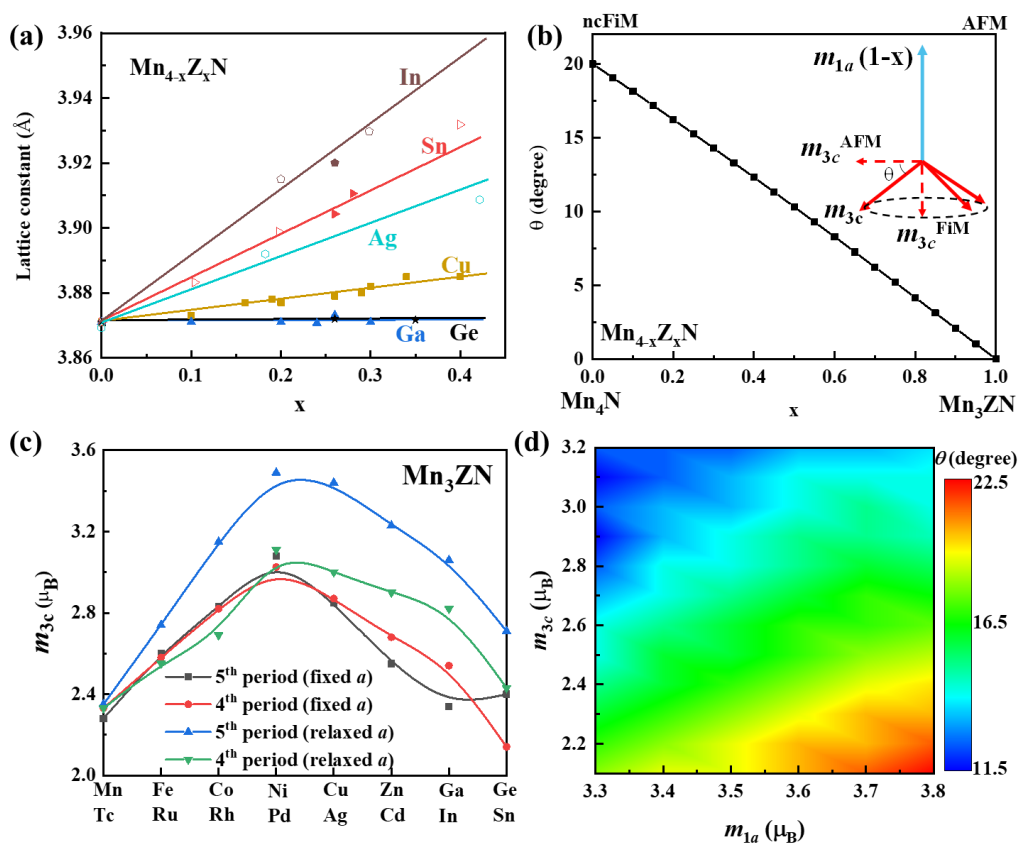 (a)
3.96
3.94
3.92
3.90
3.88
3.86
Lattice constant (Å)
Mn4-xZxN
In
Sn
Ag
Cu
Ga
Ge
0.0
0.1
0.2
0.3
0.4
x
(b)
ncFiM
AFM
20
15
10
5
0
θ (degree)
m1a (1-x)
m3c AFM
θ
m3c
m3c FiM
Mn4-xZxN
0.0
0.2
0.4
0.6
0.8
1.0
Mn4N
x
Mn3ZN
(c)
3.6
3.2
2.8
2.4
2.0
m3c (μB)
Mn3ZN
5th period (fixed a)
4th period (fixed a)
5th period (relaxed a)
4th period (relaxed a)
Mn Fe Co Ni Cu Zn Ga Ge
Tc Ru Rh Pd Ag Cd In Sn
(d)
3.2
3.0
2.8
2.6
2.4
2.2
m3c (μB)
3.3 3.4 3.5 3.6 3.7 3.8
m1a (μB)
θ (degree)
22.5
16.5
11.5